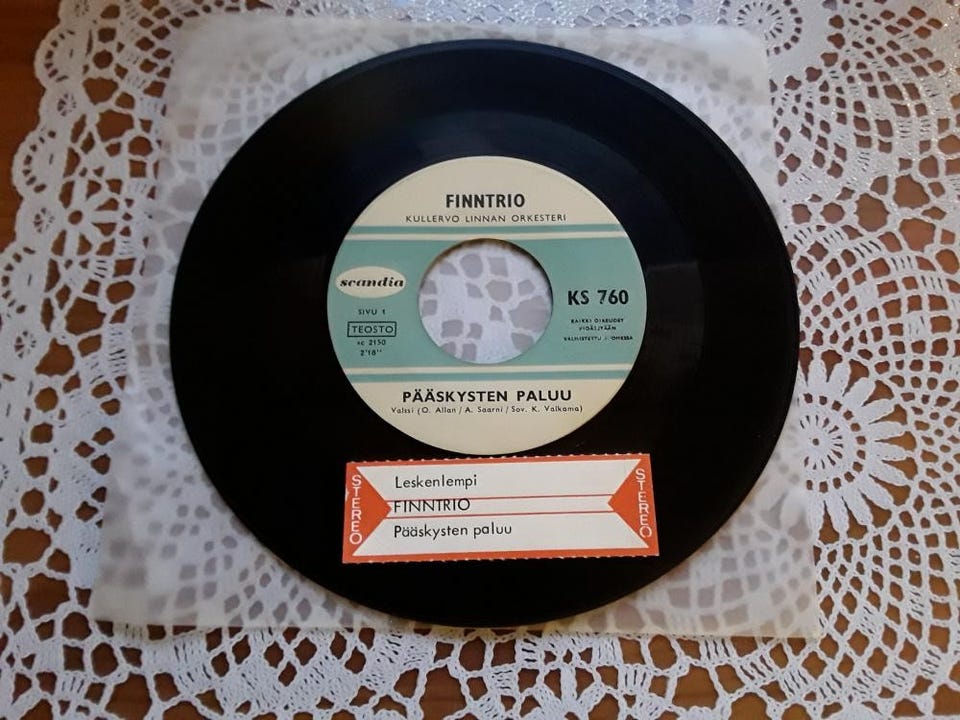 FINNTRIO
KULLERVO LINNAN ORKESTERI
scandia
KS 760
SIVU 1
TEOSTO
sc 2150
2'18"
KAIKKI OIKEUDET
VALMISTETTU
PÄÄSKYSTEN PALUU
Valssi (O. Allan / A. Saarni / Sov. K. Valkama)
STEREO
Leskenlempi
FINNTRIO
Pääskysten paluu
STEREO